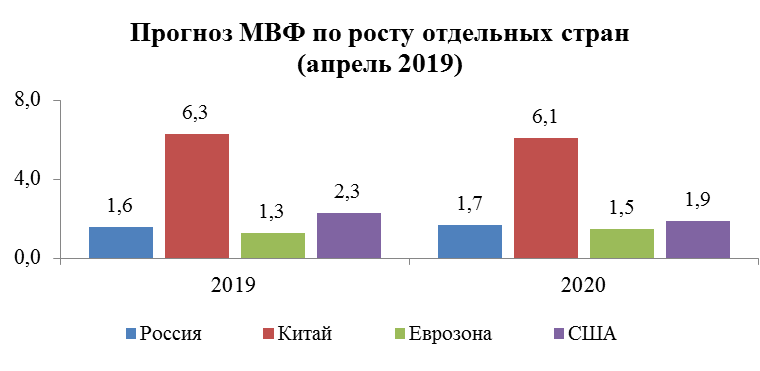 Прогноз МВФ по росту отдельных стран
(апрель 2019)
8,0
4,0
0,0
1,6
6,3
1,3
2,3
1,7
6,1
1,5
1,9
2019
2020
Россия
Китай
Еврозона
США